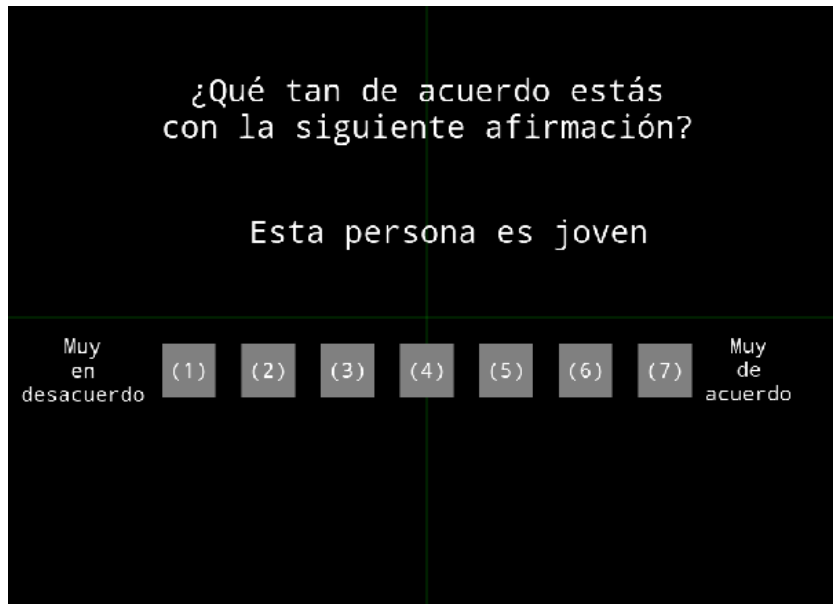 ¿Qué tan de acuerdo estás
con la siguiente afirmación?
Esta persona es joven
Muy
en
desacuerdo
(1) (2) (3) (4) (5) (6) (7)
Muy
de
acuerdo